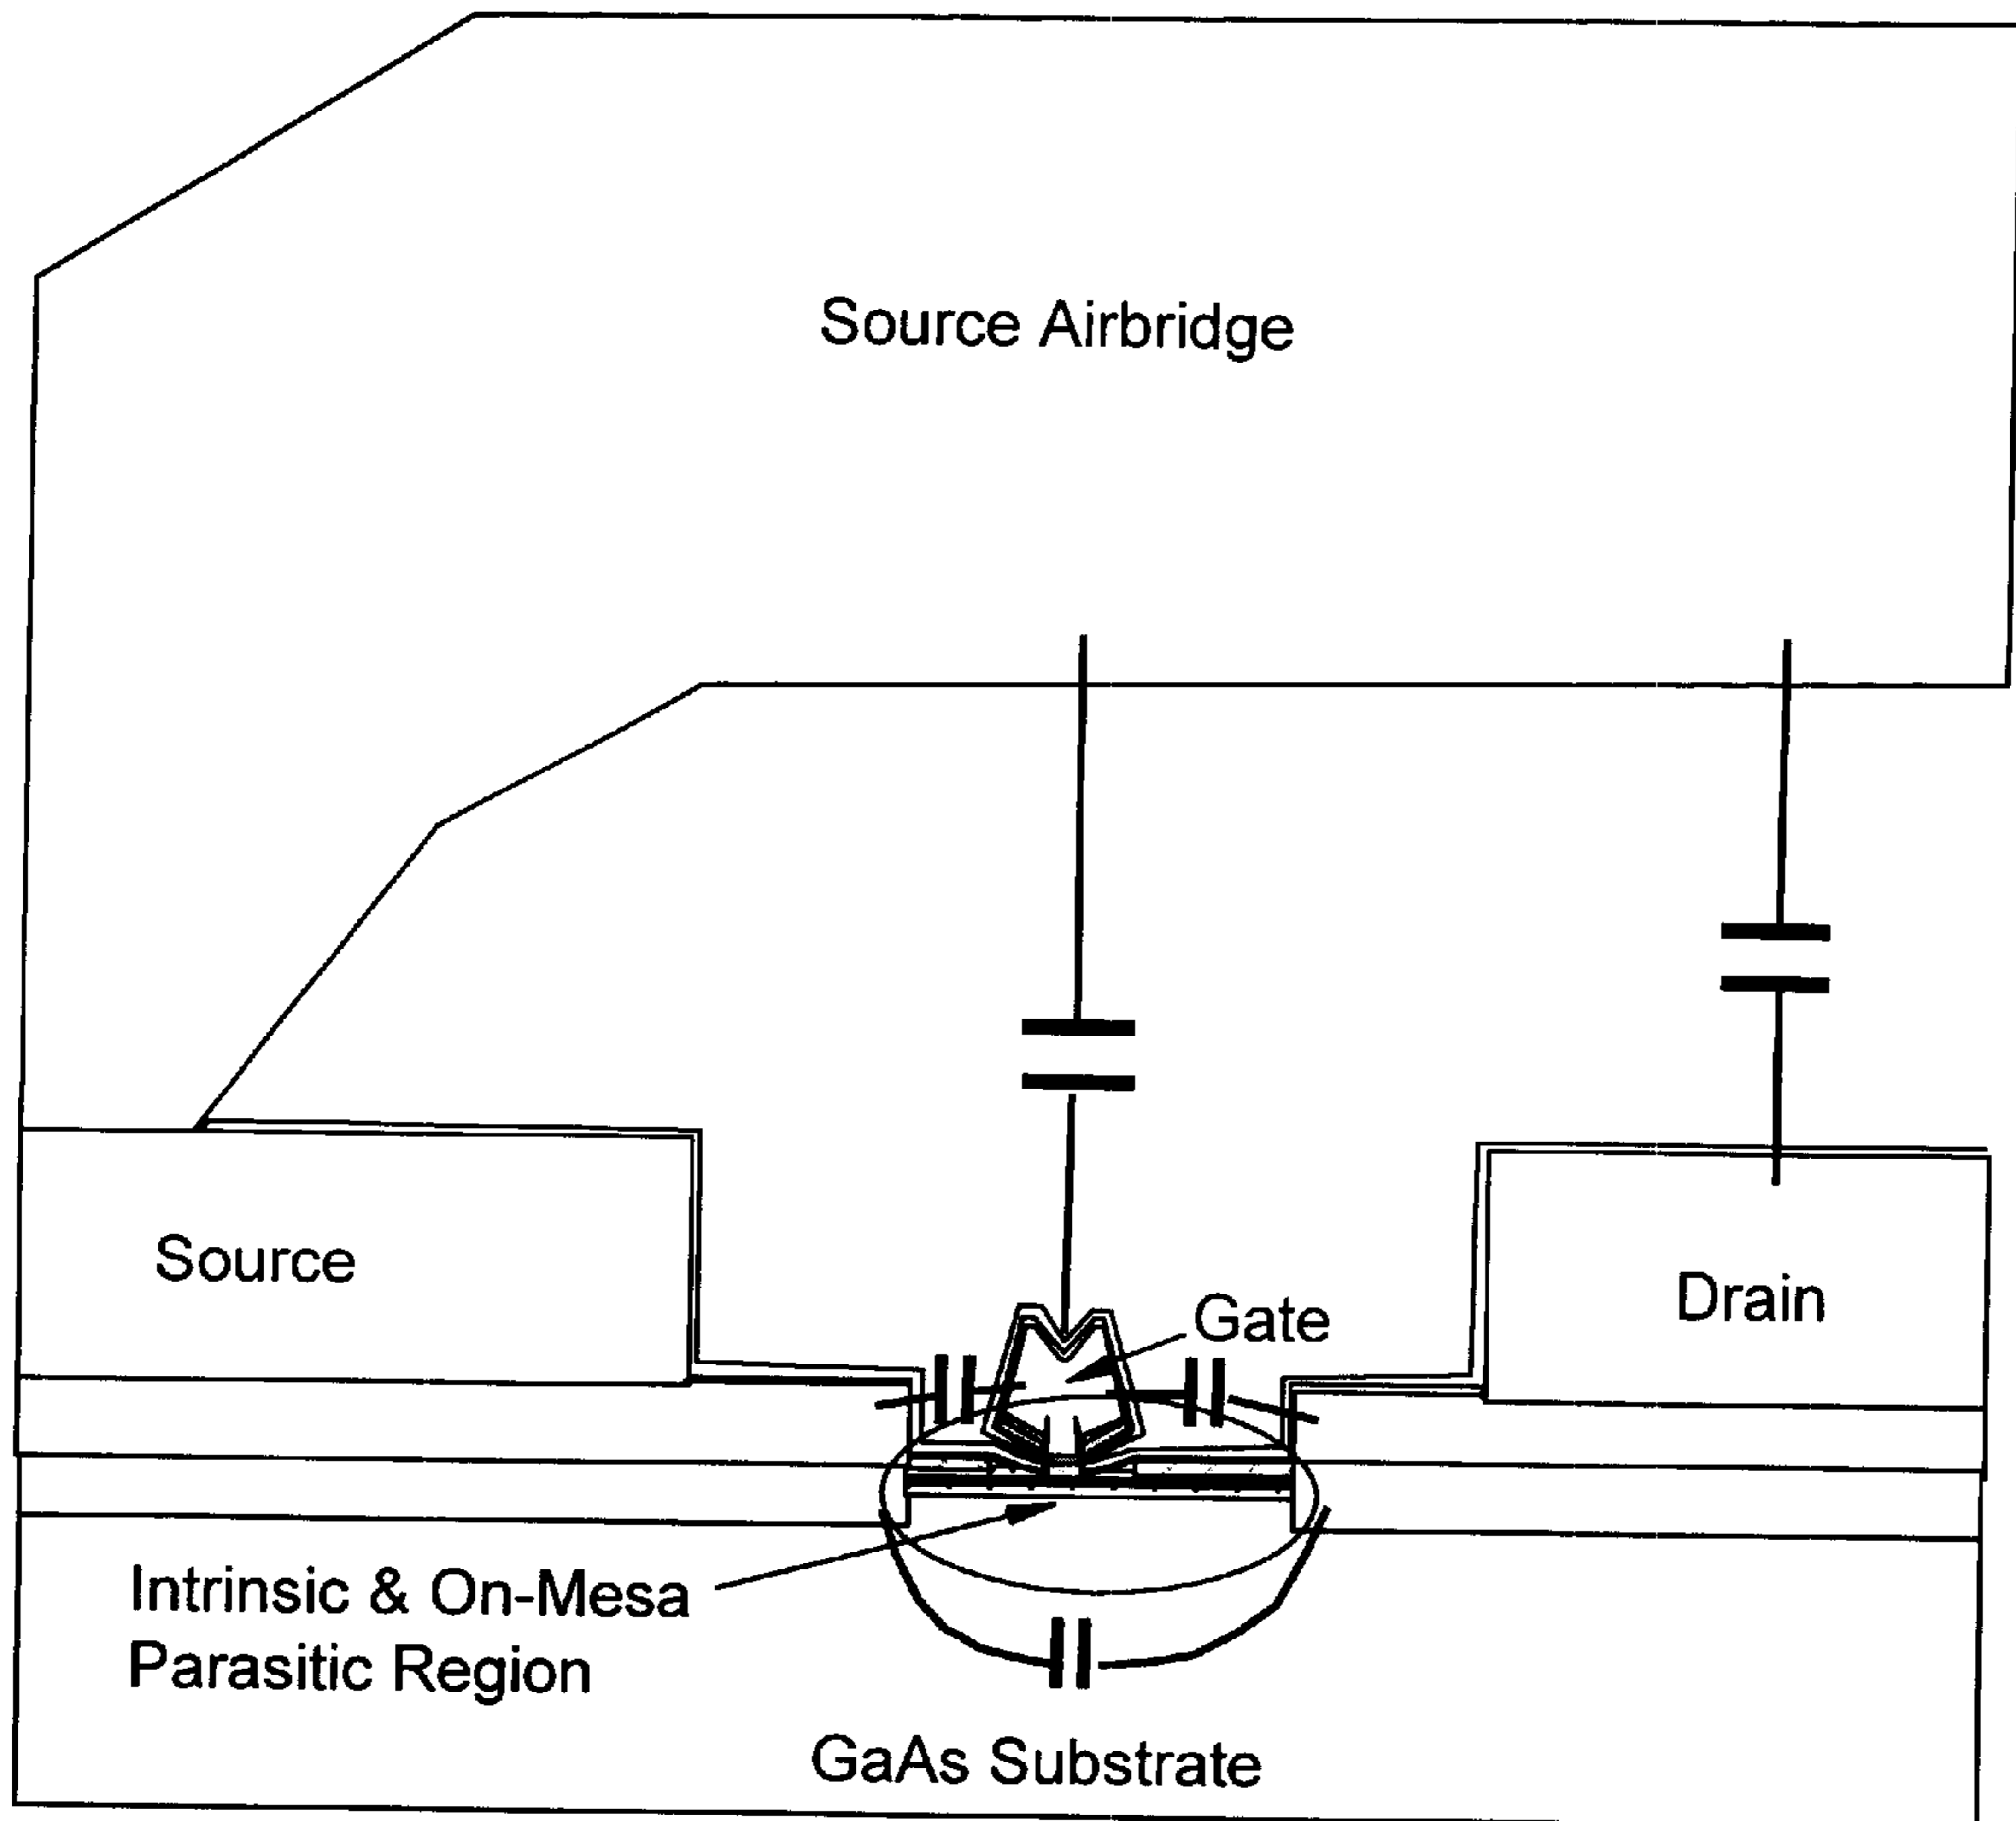 Source Airbridge
Source
Gate
Drain
Intrinsic & On-Mesa
Parasitic Region
GaAs Substrate